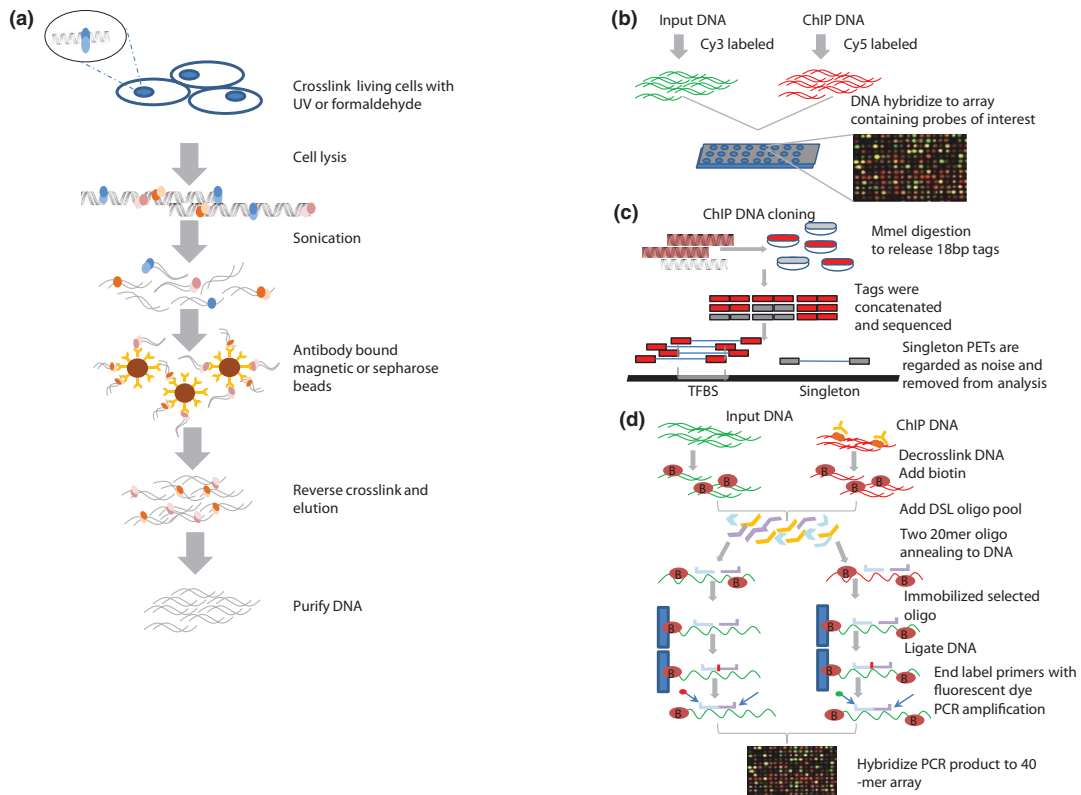 (a)
Crosslink living cells with
UV or formaldehyde
Cell lysis
Sonication
Antibody bound
magnetic or sepharose
beads
Reverse crosslink and
elution
Purify DNA
(b)
Input DNA
ChIP DNA
Cy3 labeled
Cy5 labeled
DNA hybridize to array
containing probes of interest
(c)
ChIP DNA cloning
MmeI digestion
to release 18bp tags
Tags were
concatenated
and sequenced
Singleton PETs are
regarded as noise and
removed from analysis
TFBS
Singleton
(d)
Input DNA
ChIP DNA
Decrosslink DNA
Add biotin
B
B
B
B
B
B
Add DSL oligo pool
Two 20mer oligo
annealing to DNA
B
B
B
B
Immobilized selected
oligo
B
B
B
B
Ligate DNA
B
B
B
B
End label primers with
fluorescent dye
PCR amplification
B
B
B
B
Hybridize PCR product to 40
-mer array